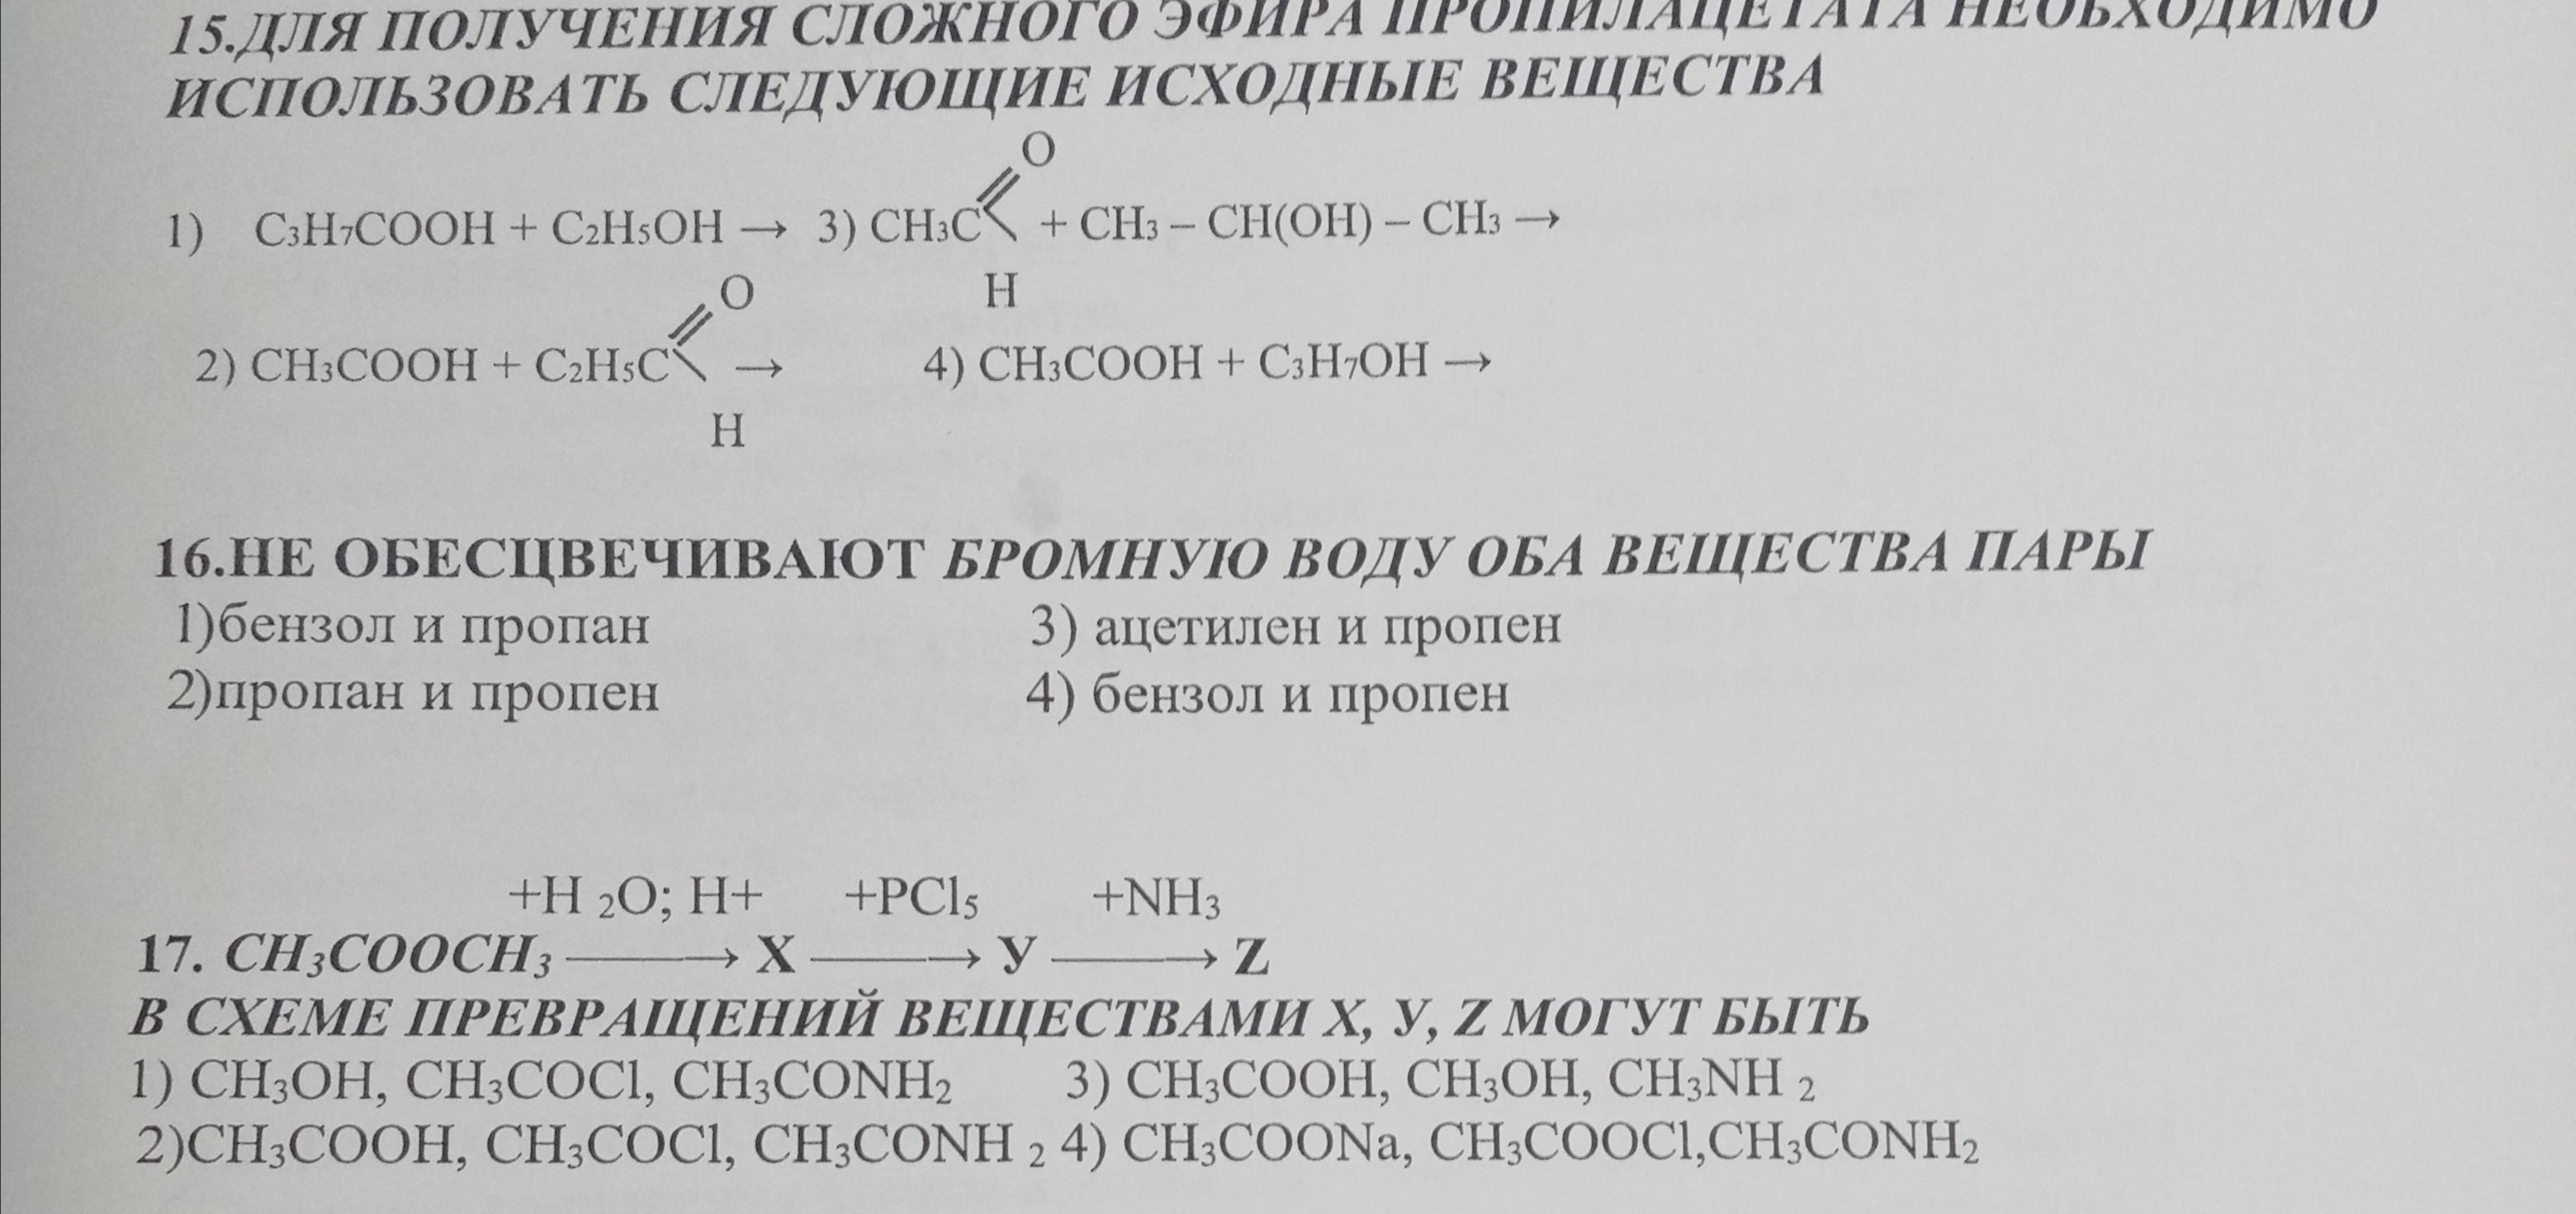 15.ДЛЯ ПОЛУЧЕНИЯ СЛОЖНОГО ЭФИРА ПРОПИЛАЦЕТАТА НЕОБХОДИМО
ИСПОЛЬЗОВАТЬ СЛЕДУЮЩИЕ ИСХОДНЫЕ ВЕЩЕСТВА
O
1) C₃H₇COOH + C₂H₅OH → 3) CH₃C + CH₃ – CH(OH) – CH₃ →
O H
2) CH₃COOH + C₂H₅C → 4) CH₃COOH + C₃H₇OH →
H
16.НЕ ОБЕСЦВЕЧИВАЮТ БРОМНУЮ ВОДУ ОБА ВЕЩЕСТВА ПАРЫ
1)бензол и пропан 3) ацетилен и пропен
2)пропан и пропен 4) бензол и пропен
+H ₂O; H+ +PCl₅ +NH₃
17. CH₃COOCH₃ → X → У → Z
В СХЕМЕ ПРЕВРАЩЕНИЙ ВЕЩЕСТВАМИ X, У, Z МОГУТ БЫТЬ
1) CH₃OH, CH₃COCl, CH₃CONH₂ 3) CH₃COOH, CH₃OH, CH₃NH ₂
2)CH₃COOH, CH₃COCl, CH₃CONH ₂ 4) CH₃COONa, CH₃COOCl,CH₃CONH₂